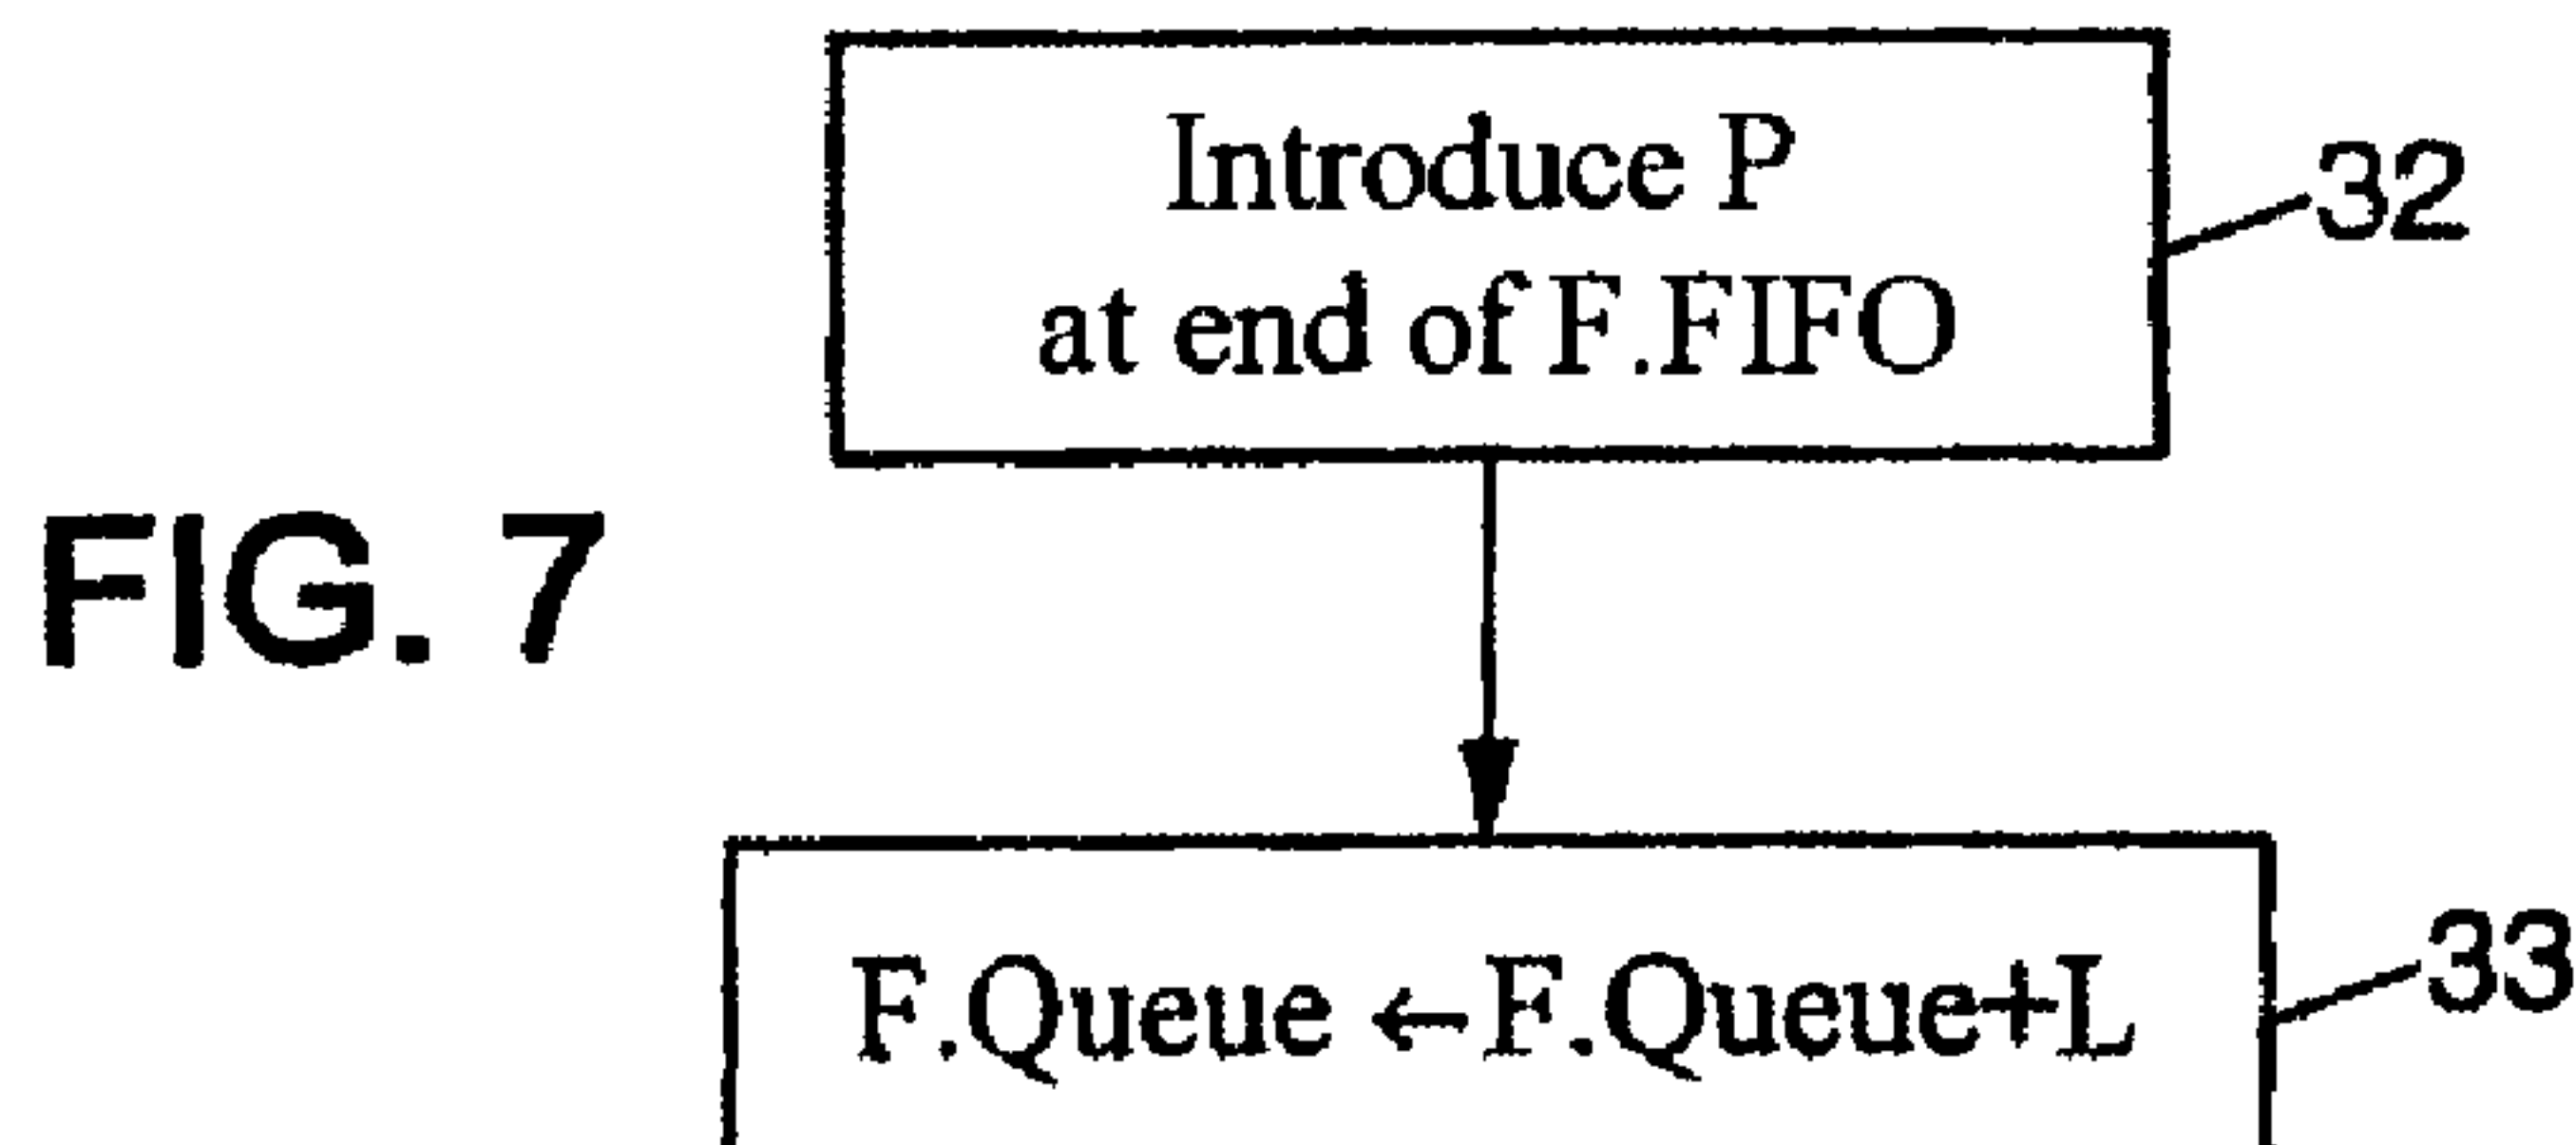 Introduce P
at end of F.FIFO
32
FIG. 7
F.Queue ←F.Queue+L
33